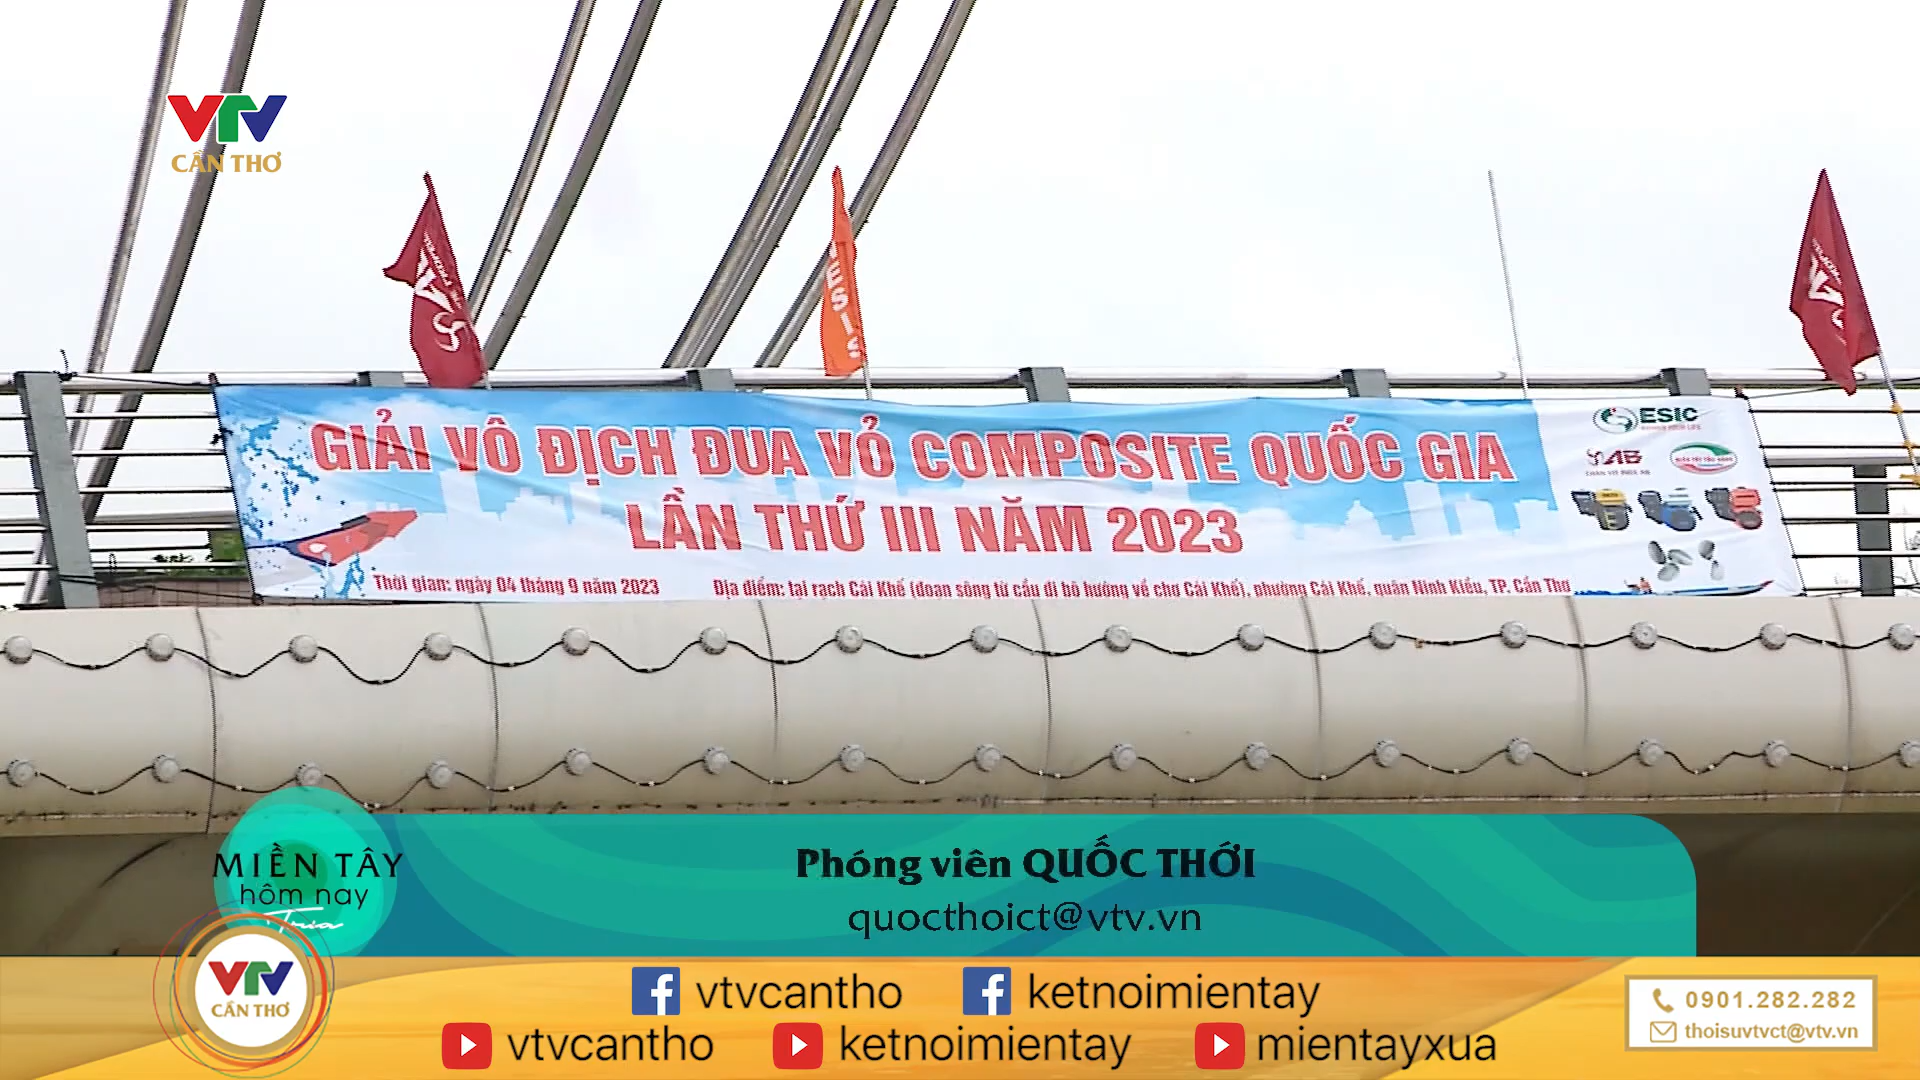 VTV
CẦN THƠ
ESIC
GIẢI VÔ ĐỊCH ĐUA VỎ COMPOSITE QUỐC GIA
LẦN THỨ III NĂM 2023
Thời gian: ngày 04 tháng 9 năm 2023
Địa điểm: tại rạch Cái Khế (đoạn sông từ cầu đi bộ hướng về chợ Cái Khế), phường Cái Khế, quận Ninh Kiều, TP. Cần Thơ
ESIC
AB
MIỀN TÂY
hôm nay
Trưa
Phóng viên QUỐC THỚI
quocthoict@vtv.vn
VTV
CẦN THƠ
vtvcantho
ketnoimientay
vtvcantho
ketnoimientay
mientayxua
0901.282.282
thoisuvtvct@vtv.vn